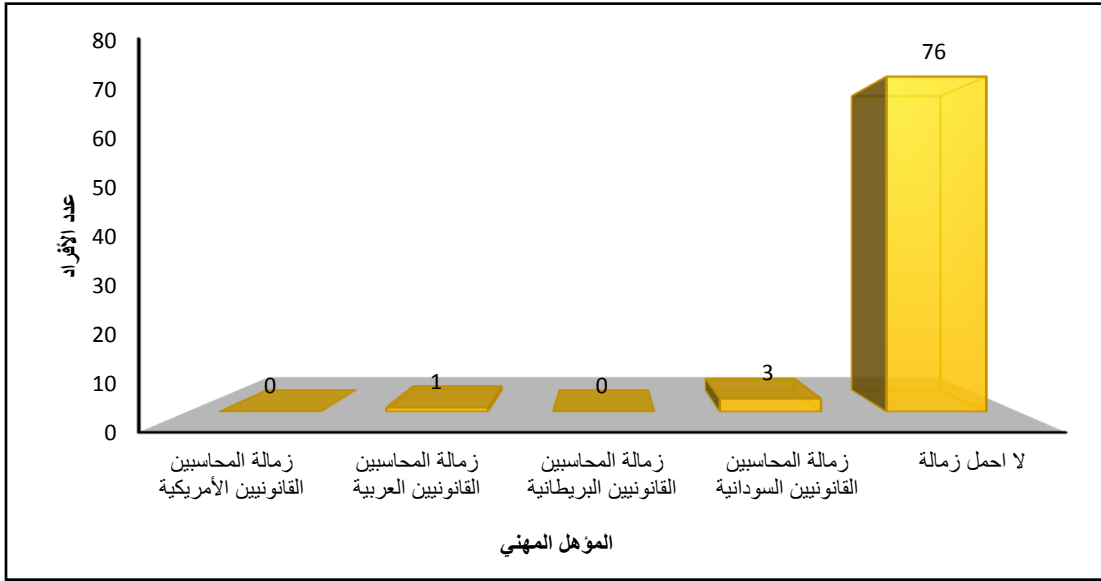 80
70
60
50
40
30
20
10
0
عدد الأفراد
0
1
0
3
76
زمالة المحاسبين
القانونيين الأمريكية
زمالة المحاسبين
القانونيين العربية
زمالة المحاسبين
القانونيين البريطانية
زمالة المحاسبين
القانونيين السودانية
لا احمل زمالة
المؤهل المهني